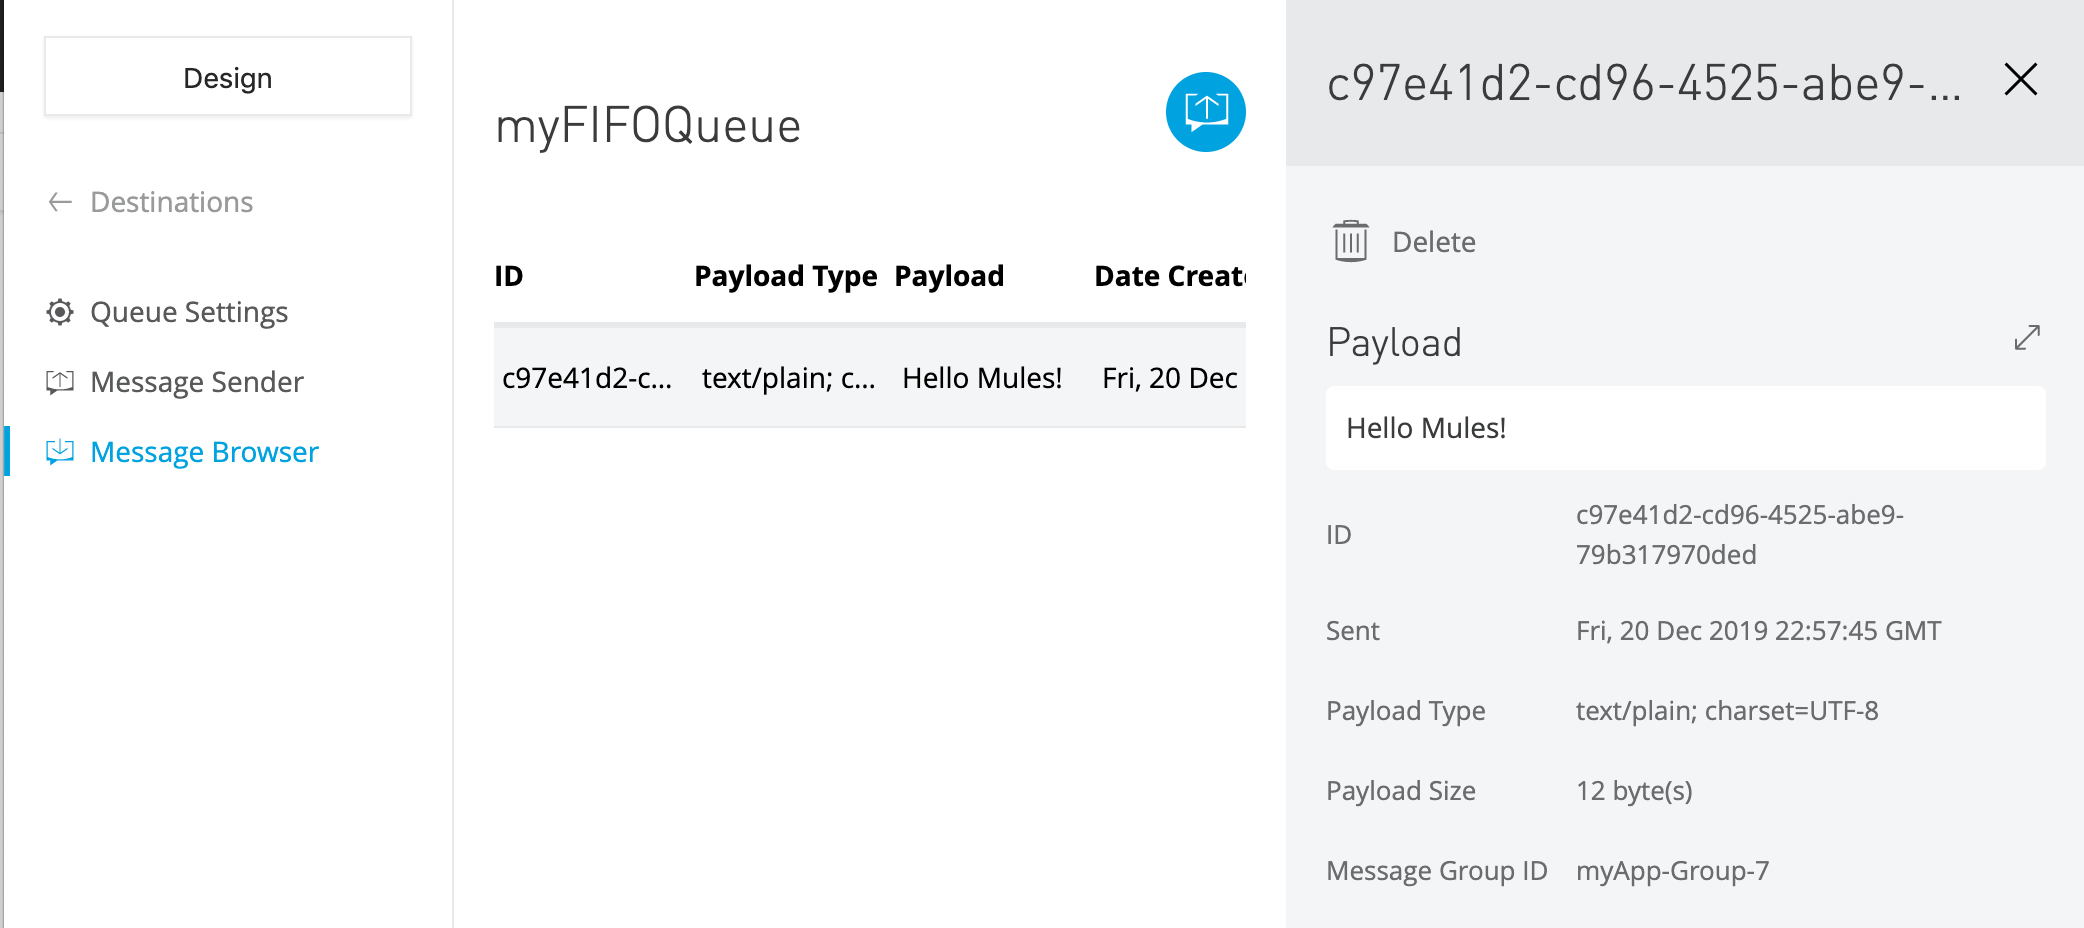 Design
Destinations
Queue Settings
Message Sender
Message Browser
myFIFOQueue
ID Payload Type Payload Date Create
c97e41d2-c... text/plain; c... Hello Mules! Fri, 20 Dec
c97e41d2-cd96-4525-abe9-...
Delete
Payload
Hello Mules!
ID c97e41d2-cd96-4525-abe9-
79b317970ded
Sent Fri, 20 Dec 2019 22:57:45 GMT
Payload Type text/plain; charset=UTF-8
Payload Size 12 byte(s)
Message Group ID myApp-Group-7